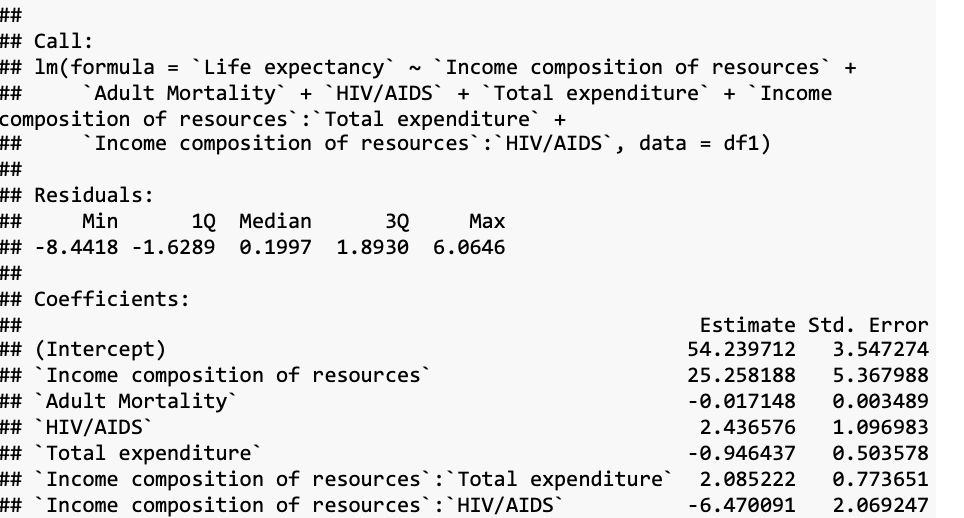 ##
## Call:
## lm(formula = `Life expectancy` ~ `Income composition of resources` +
##     `Adult Mortality` + `HIV/AIDS` + `Total expenditure` + `Income
composition of resources`:`Total expenditure` +
##     `Income composition of resources`:`HIV/AIDS`, data = df1)
##
## Residuals:
##     Min      1Q  Median      3Q     Max
## -8.4418 -1.6289  0.1997  1.8930  6.0646
##
## Coefficients:
##                                                        Estimate Std. Error
## (Intercept)                                           54.239712   3.547274
## `Income composition of resources`                     25.258188   5.367988
## `Adult Mortality`                                     -0.017148   0.003489
## `HIV/AIDS`                                             2.436576   1.096983
## `Total expenditure`                                   -0.946437   0.503578
## `Income composition of resources`:`Total expenditure`  2.085222   0.773651
## `Income composition of resources`:`HIV/AIDS`          -6.470091   2.069247